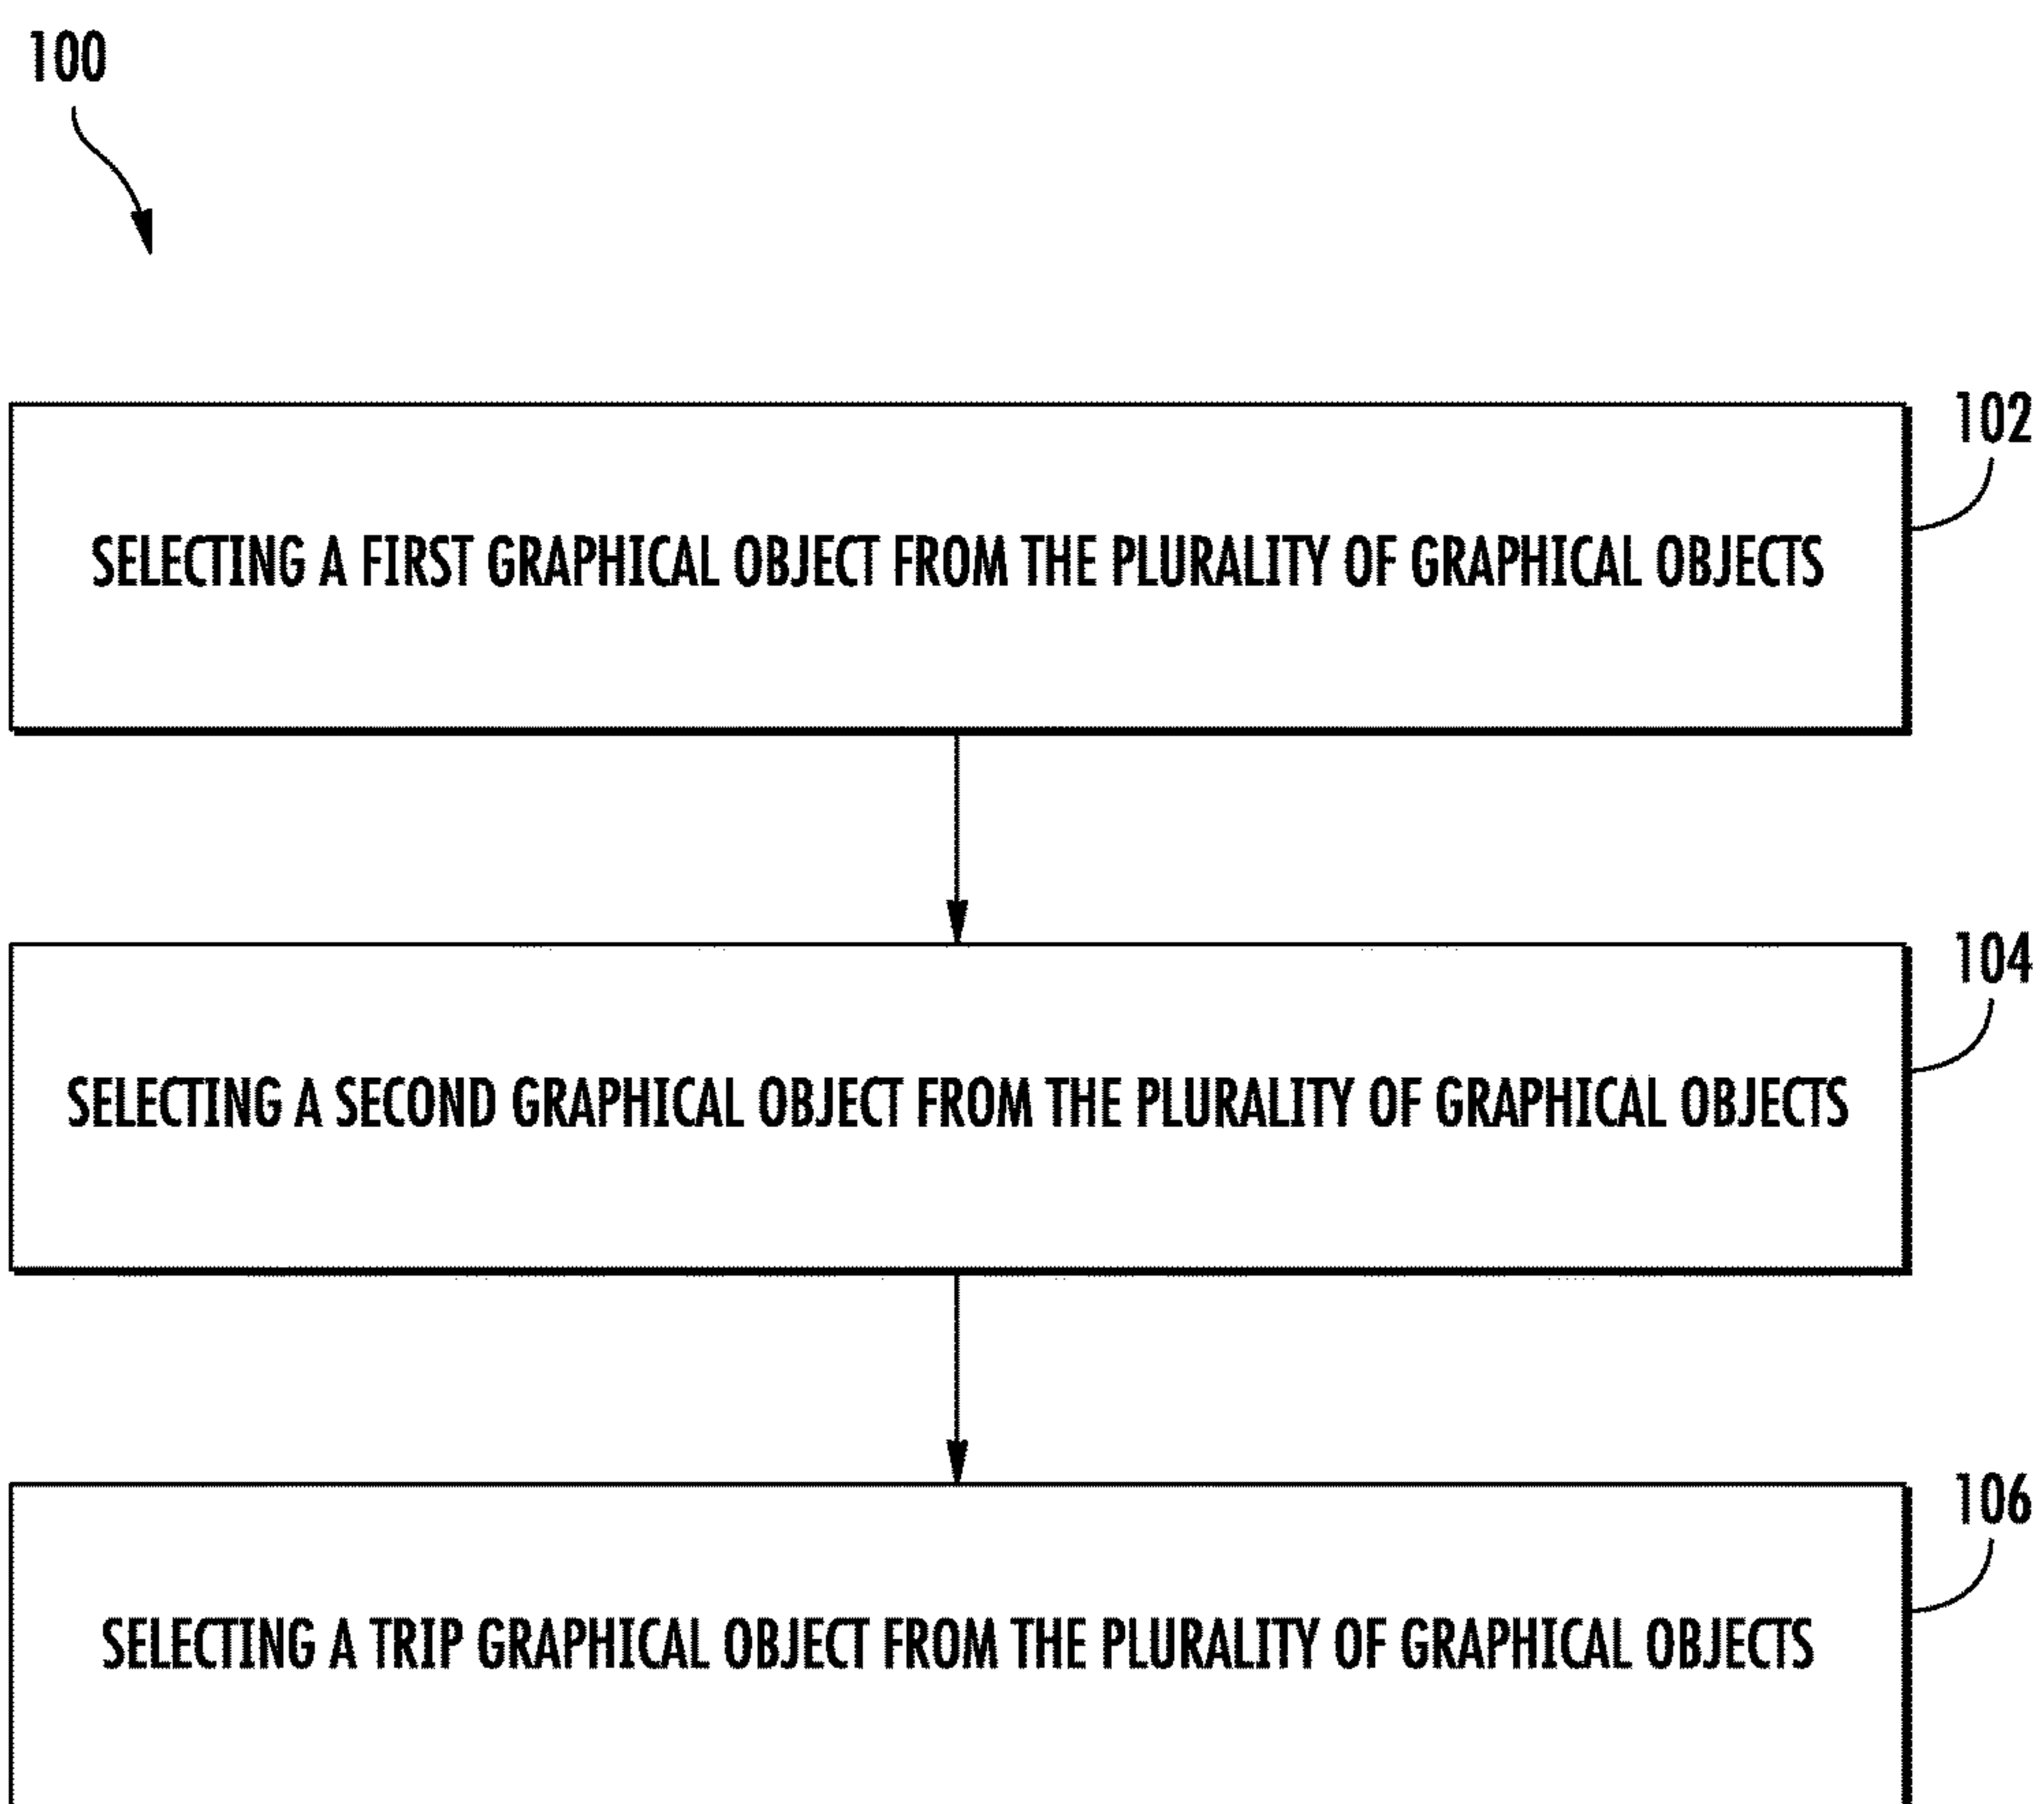 100
102
SELECTING A FIRST GRAPHICAL OBJECT FROM THE PLURALITY OF GRAPHICAL OBJECTS
104
SELECTING A SECOND GRAPHICAL OBJECT FROM THE PLURALITY OF GRAPHICAL OBJECTS
106
SELECTING A TRIP GRAPHICAL OBJECT FROM THE PLURALITY OF GRAPHICAL OBJECTS